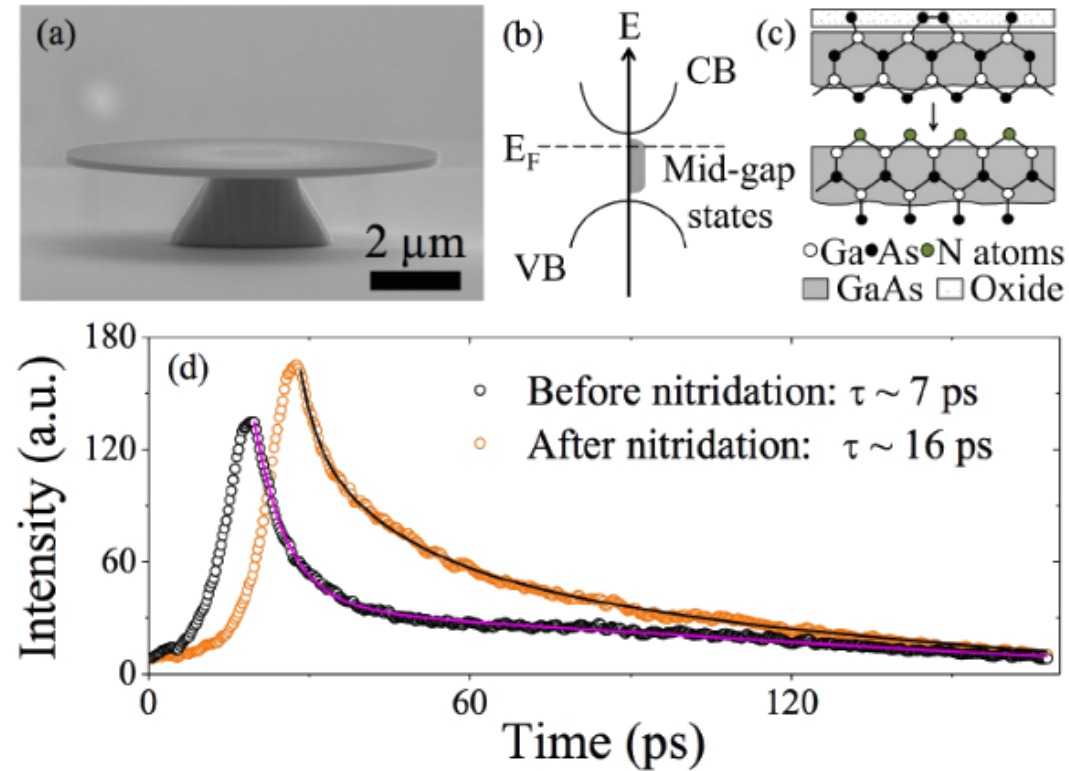 (a)
2 μm
(b)
E
CB
E_F
Mid-gap
states
VB
(c)
Ga As N atoms
GaAs Oxide
(d)
180
120
60
0
Intensity (a.u.)
Before nitridation: τ ~ 7 ps
After nitridation: τ ~ 16 ps
0 60 120
Time (ps)